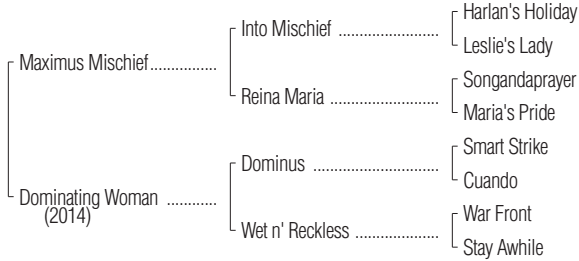 Harlan's Holiday
Into Mischief ........................
Leslie's Lady
Maximus Mischief ................
Songandaprayer
Reina Maria ..........................
Maria's Pride
Smart Strike
Dominus ..............................
Cuando
Dominating Woman ............
(2014)
War Front
Wet n' Reckless ....................
Stay Awhile